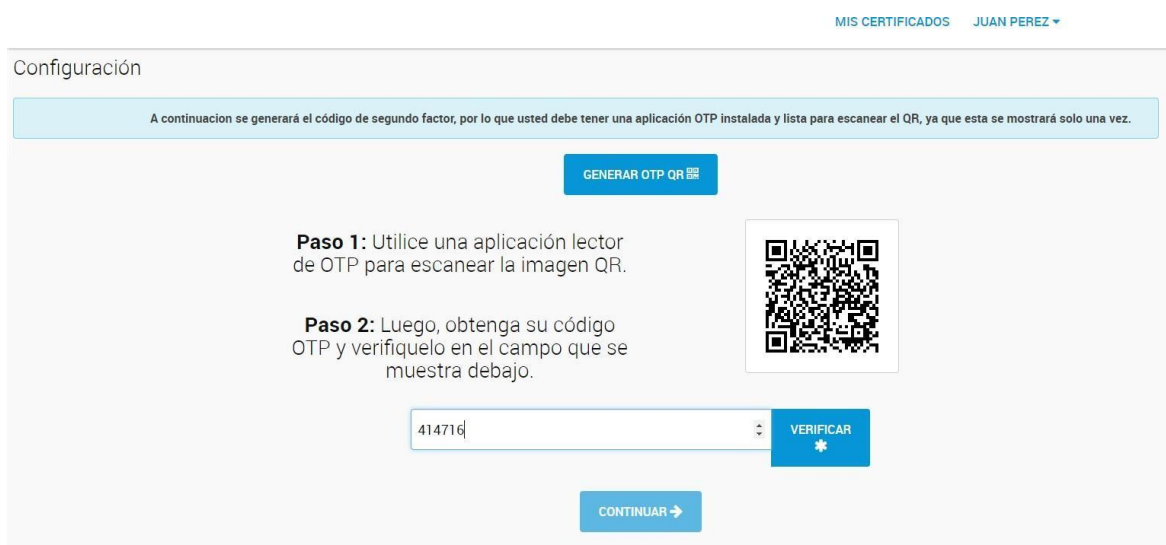 MIS CERTIFICADOS JUAN PEREZ
Configuración
A continuacion se generará el código de segundo factor, por lo que usted debe tener una aplicación OTP instalada y lista para escanear el QR, ya que esta se mostrará solo una vez.
GENERAR OTP QR
Paso 1: Utilice una aplicación lector
de OTP para escanear la imagen QR.
Paso 2: Luego, obtenga su código
OTP y verifiquelo en el campo que se
muestra debajo.
414716
VERIFICAR
CONTINUAR